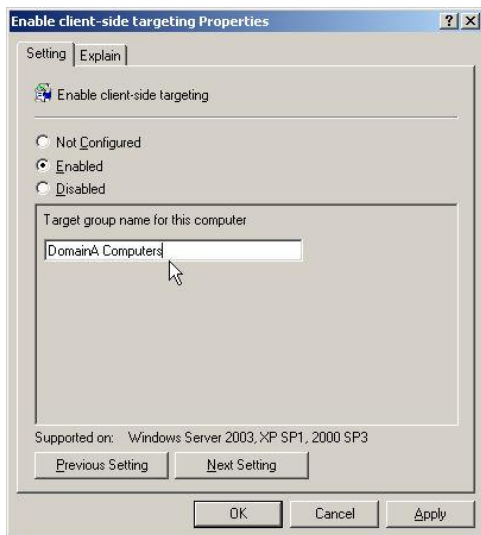 Enable client-side targeting Properties
Setting Explain
Enable client-side targeting
Not Configured
Enabled
Disabled
Target group name for this computer
DomainA Computers
Supported on: Windows Server 2003, XP SP1, 2000 SP3
Previous Setting Next Setting
OK Cancel Apply